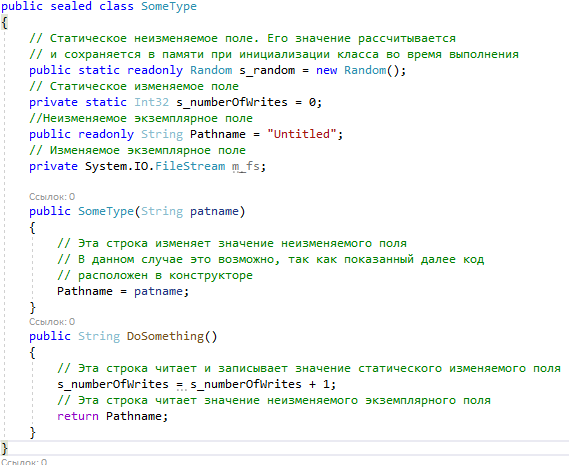 public sealed class SomeType
{
// Статическое неизменяемое поле. Его значение рассчитывается
// и сохраняется в памяти при инициализации класса во время выполнения
public static readonly Random s_random = new Random();
// Статическое изменяемое поле
private static Int32 s_numberOfWrites = 0;
//Неизменяемое экземплярное поле
public readonly String Pathname = "Untitled";
// Изменяемое экземплярное поле
private System.IO.FileStream m_fs;
Ссылок: 0
public SomeType(String patname)
{
// Эта строка изменяет значение неизменяемого поля
// В данном случае это возможно, так как показанный далее код
// расположен в конструкторе
Pathname = patname;
}
Ссылок: 0
public String DoSomething()
{
// Эта строка читает и записывает значение статического изменяемого поля
s_numberOfWrites = s_numberOfWrites + 1;
// Эта строка читает значение неизменяемого экземплярного поля
return Pathname;
}
}
Ссылок: 0